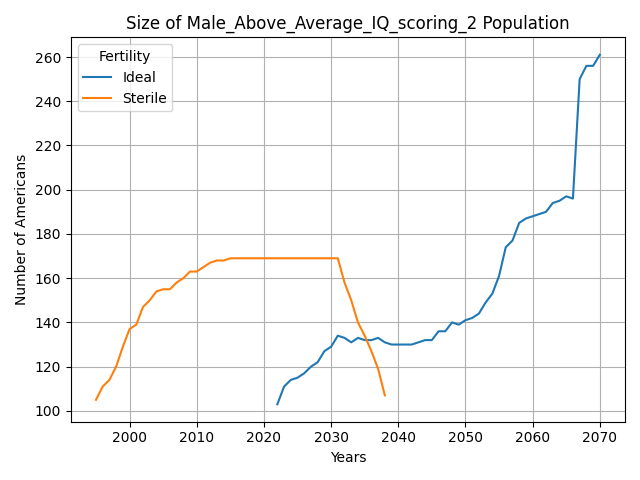 Size of Male_Above_Average_IQ_scoring_2 Population
Fertility
Ideal
Sterile
Number of Americans
260
240
220
200
180
160
140
120
100
2000
2010
2020
2030
2040
2050
2060
2070
Years